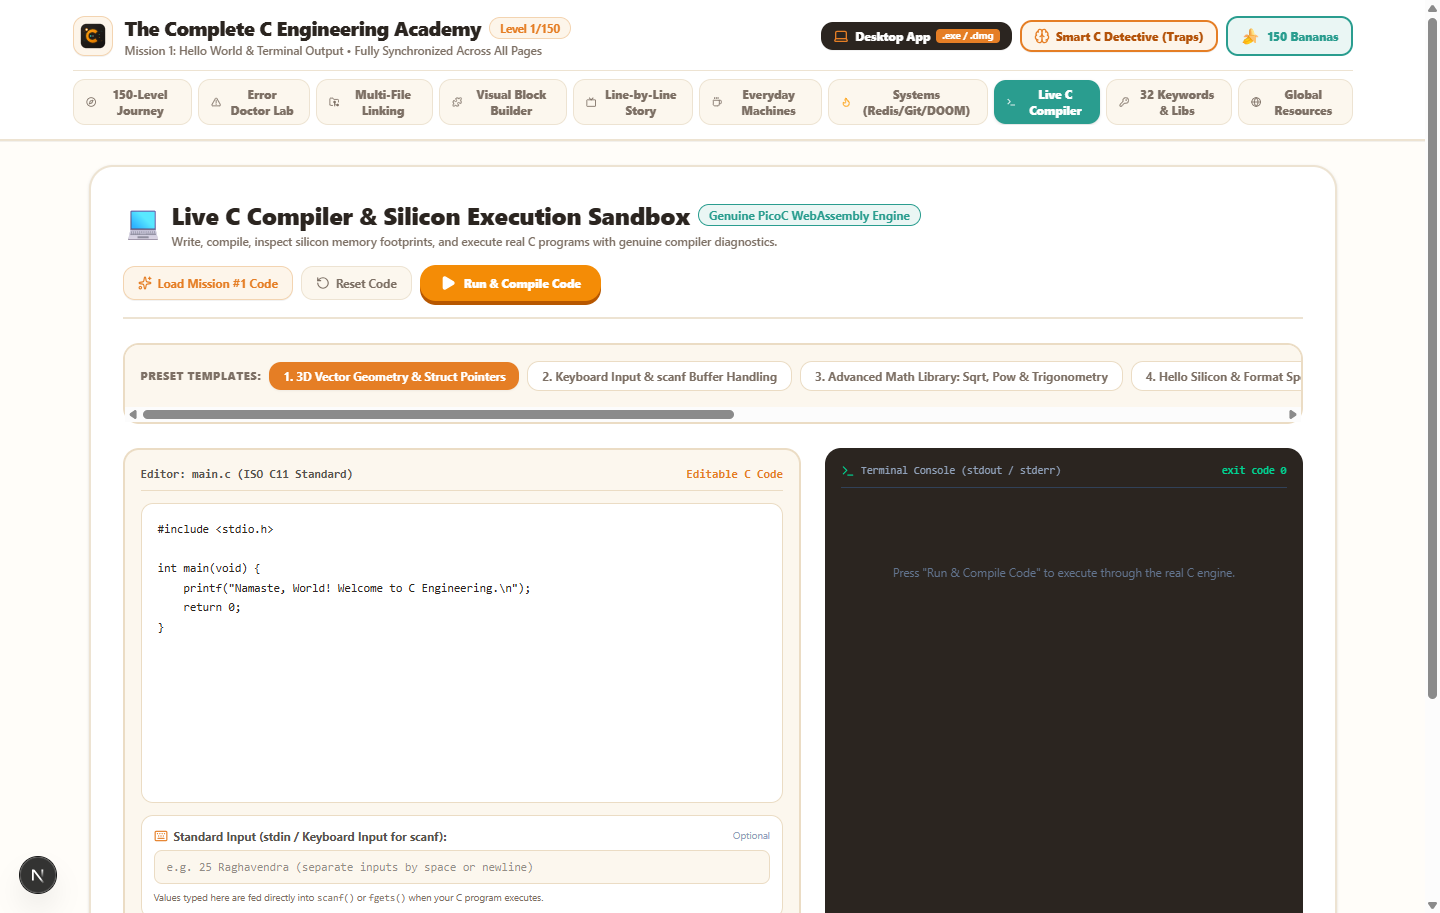 The Complete C Engineering Academy
Level 1/150
Mission 1: Hello World & Terminal Output • Fully Synchronized Across All Pages
Desktop App
.exe / .dmg
Smart C Detective (Traps)
150 Bananas
150-Level
Journey
Error
Doctor Lab
Multi-File
Linking
Visual Block
Builder
Line-by-Line
Story
Everyday
Machines
Systems
(Redis/Git/DOOM)
Live C
Compiler
32 Keywords
& Libs
Global
Resources
Live C Compiler & Silicon Execution Sandbox
Genuine PicoC WebAssembly Engine
Write, compile, inspect silicon memory footprints, and execute real C programs with genuine compiler diagnostics.
Load Mission #1 Code
Reset Code
Run & Compile Code
PRESET TEMPLATES:
1. 3D Vector Geometry & Struct Pointers
2. Keyboard Input & scanf Buffer Handling
3. Advanced Math Library: Sqrt, Pow & Trigonometry
4. Hello Silicon & Format Sp
Editor: main.c (ISO C11 Standard)
Editable C Code
#include <stdio.h>
int main(void) {
printf("Namaste, World! Welcome to C Engineering.\n");
return 0;
}
Standard Input (stdin / Keyboard Input for scanf):
Optional
e.g. 25 Raghavendra (separate inputs by space or newline)
Values typed here are fed directly into scanf() or fgets() when your C program executes.
>_ Terminal Console (stdout / stderr)
exit code 0
Press "Run & Compile Code" to execute through the real C engine.
N